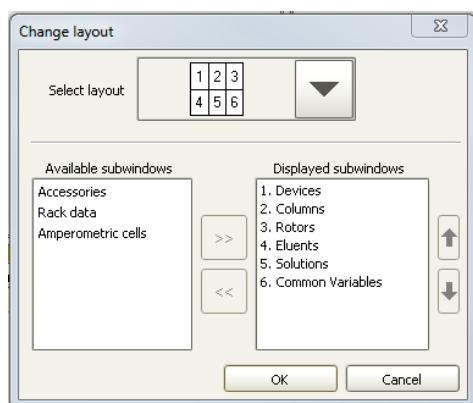 Change layout
Select layout
1 2 3
4 5 6
Available subwindows
Accessories
Rack data
Amperometric cells
>>
<<
Displayed subwindows
1. Devices
2. Columns
3. Rotors
4. Eluents
5. Solutions
6. Common Variables
OK
Cancel